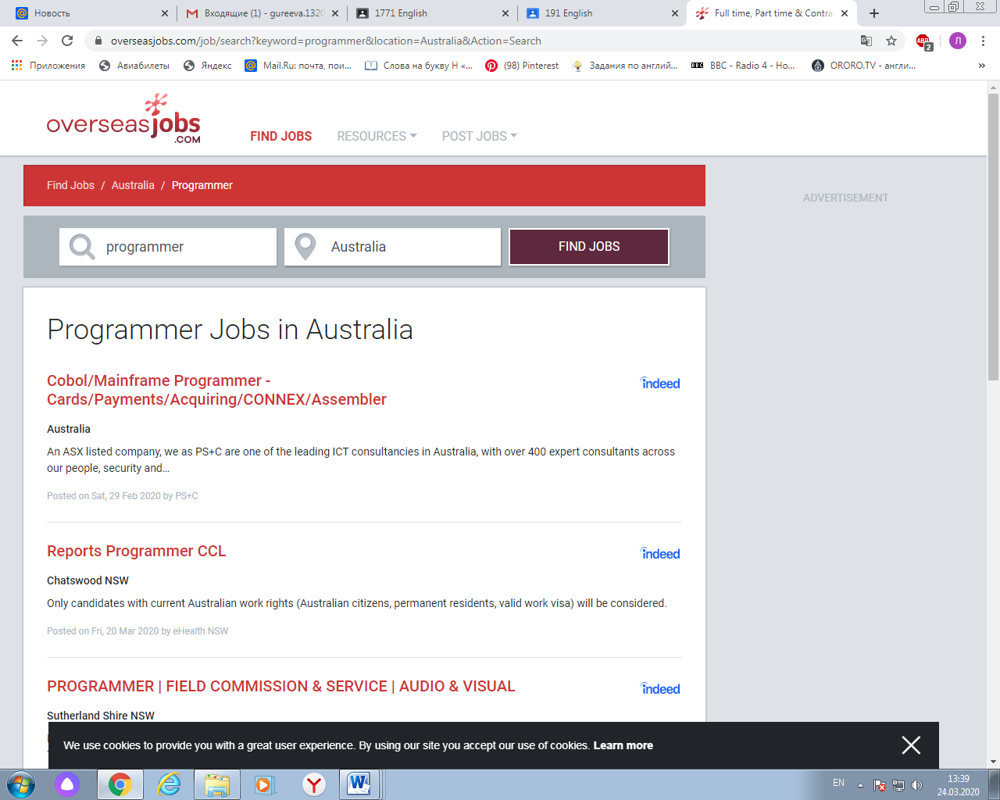 Новость
Входящие (1) - gureeva.1320
1771 English
191 English
Full time, Part time & Contra
overseasjobs.com/job/search?keyword=programmer&location=Australia&Action=Search
ABP
2
Л
Приложения
Авиабилеты
Яндекс
Mail.Ru: почта, пои...
Слова на букву Н «...
(98) Pinterest
Задания по англий...
BBC
BBC - Radio 4 - Ho...
ORORO.TV - англи...
»
overseasjobs
.COM
FIND JOBS
RESOURCES
POST JOBS
Find Jobs / Australia / Programmer
ADVERTISEMENT
programmer
Australia
FIND JOBS
Programmer Jobs in Australia
Cobol/Mainframe Programmer -
Cards/Payments/Acquiring/CONNEX/Assembler
indeed
Australia
An ASX listed company, we as PS+C are one of the leading ICT consultancies in Australia, with over 400 expert consultants across
our people, security and...
Posted on Sat, 29 Feb 2020 by PS+C
Reports Programmer CCL
indeed
Chatswood NSW
Only candidates with current Australian work rights (Australian citizens, permanent residents, valid work visa) will be considered.
Posted on Fri, 20 Mar 2020 by eHealth NSW
PROGRAMMER | FIELD COMMISSION & SERVICE | AUDIO & VISUAL
indeed
Sutherland Shire NSW
We use cookies to provide you with a great user experience. By using our site you accept our use of cookies. Learn more
EN
13:39
24.03.2020